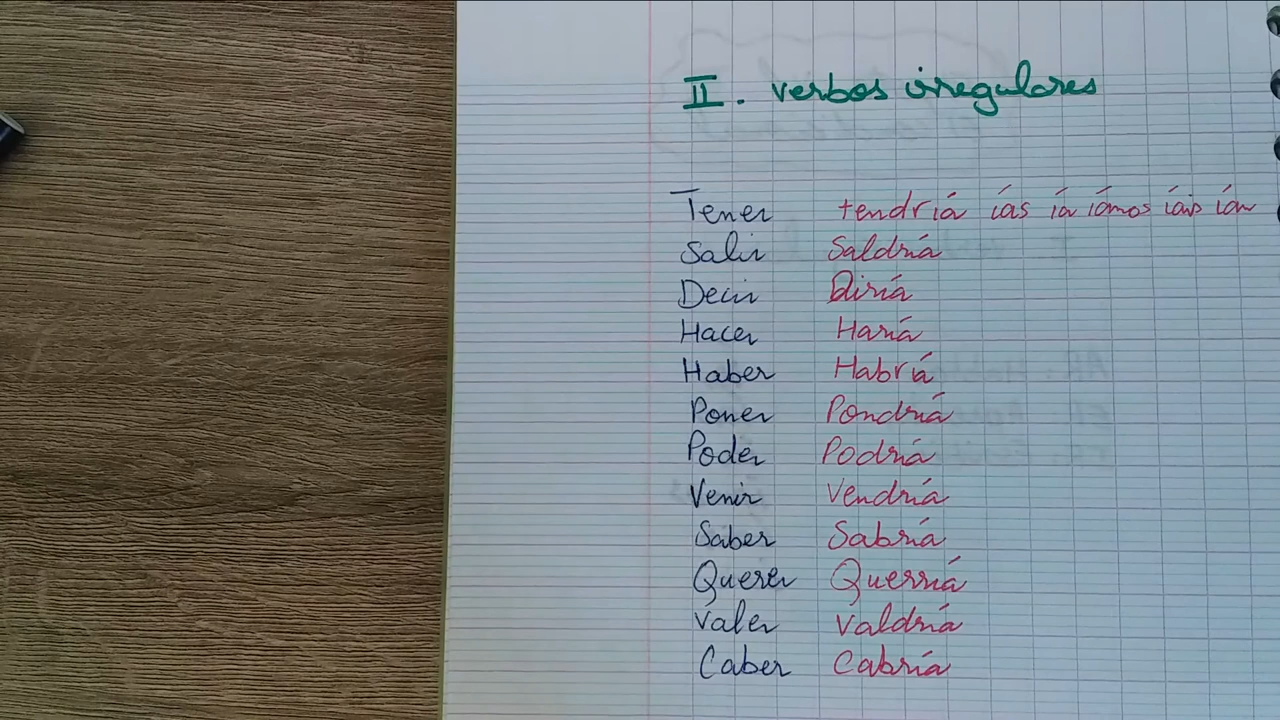 II. verbos irregulares
Tener tendría ías ía íamos íais ían
Salir Saldría
Decir Diría
Hacer Haría
Haber Habría
Poner Pondría
Poder Podría
Venir Vendría
Saber Sabría
Querer Querría
Valer Valdría
Caber Cabría